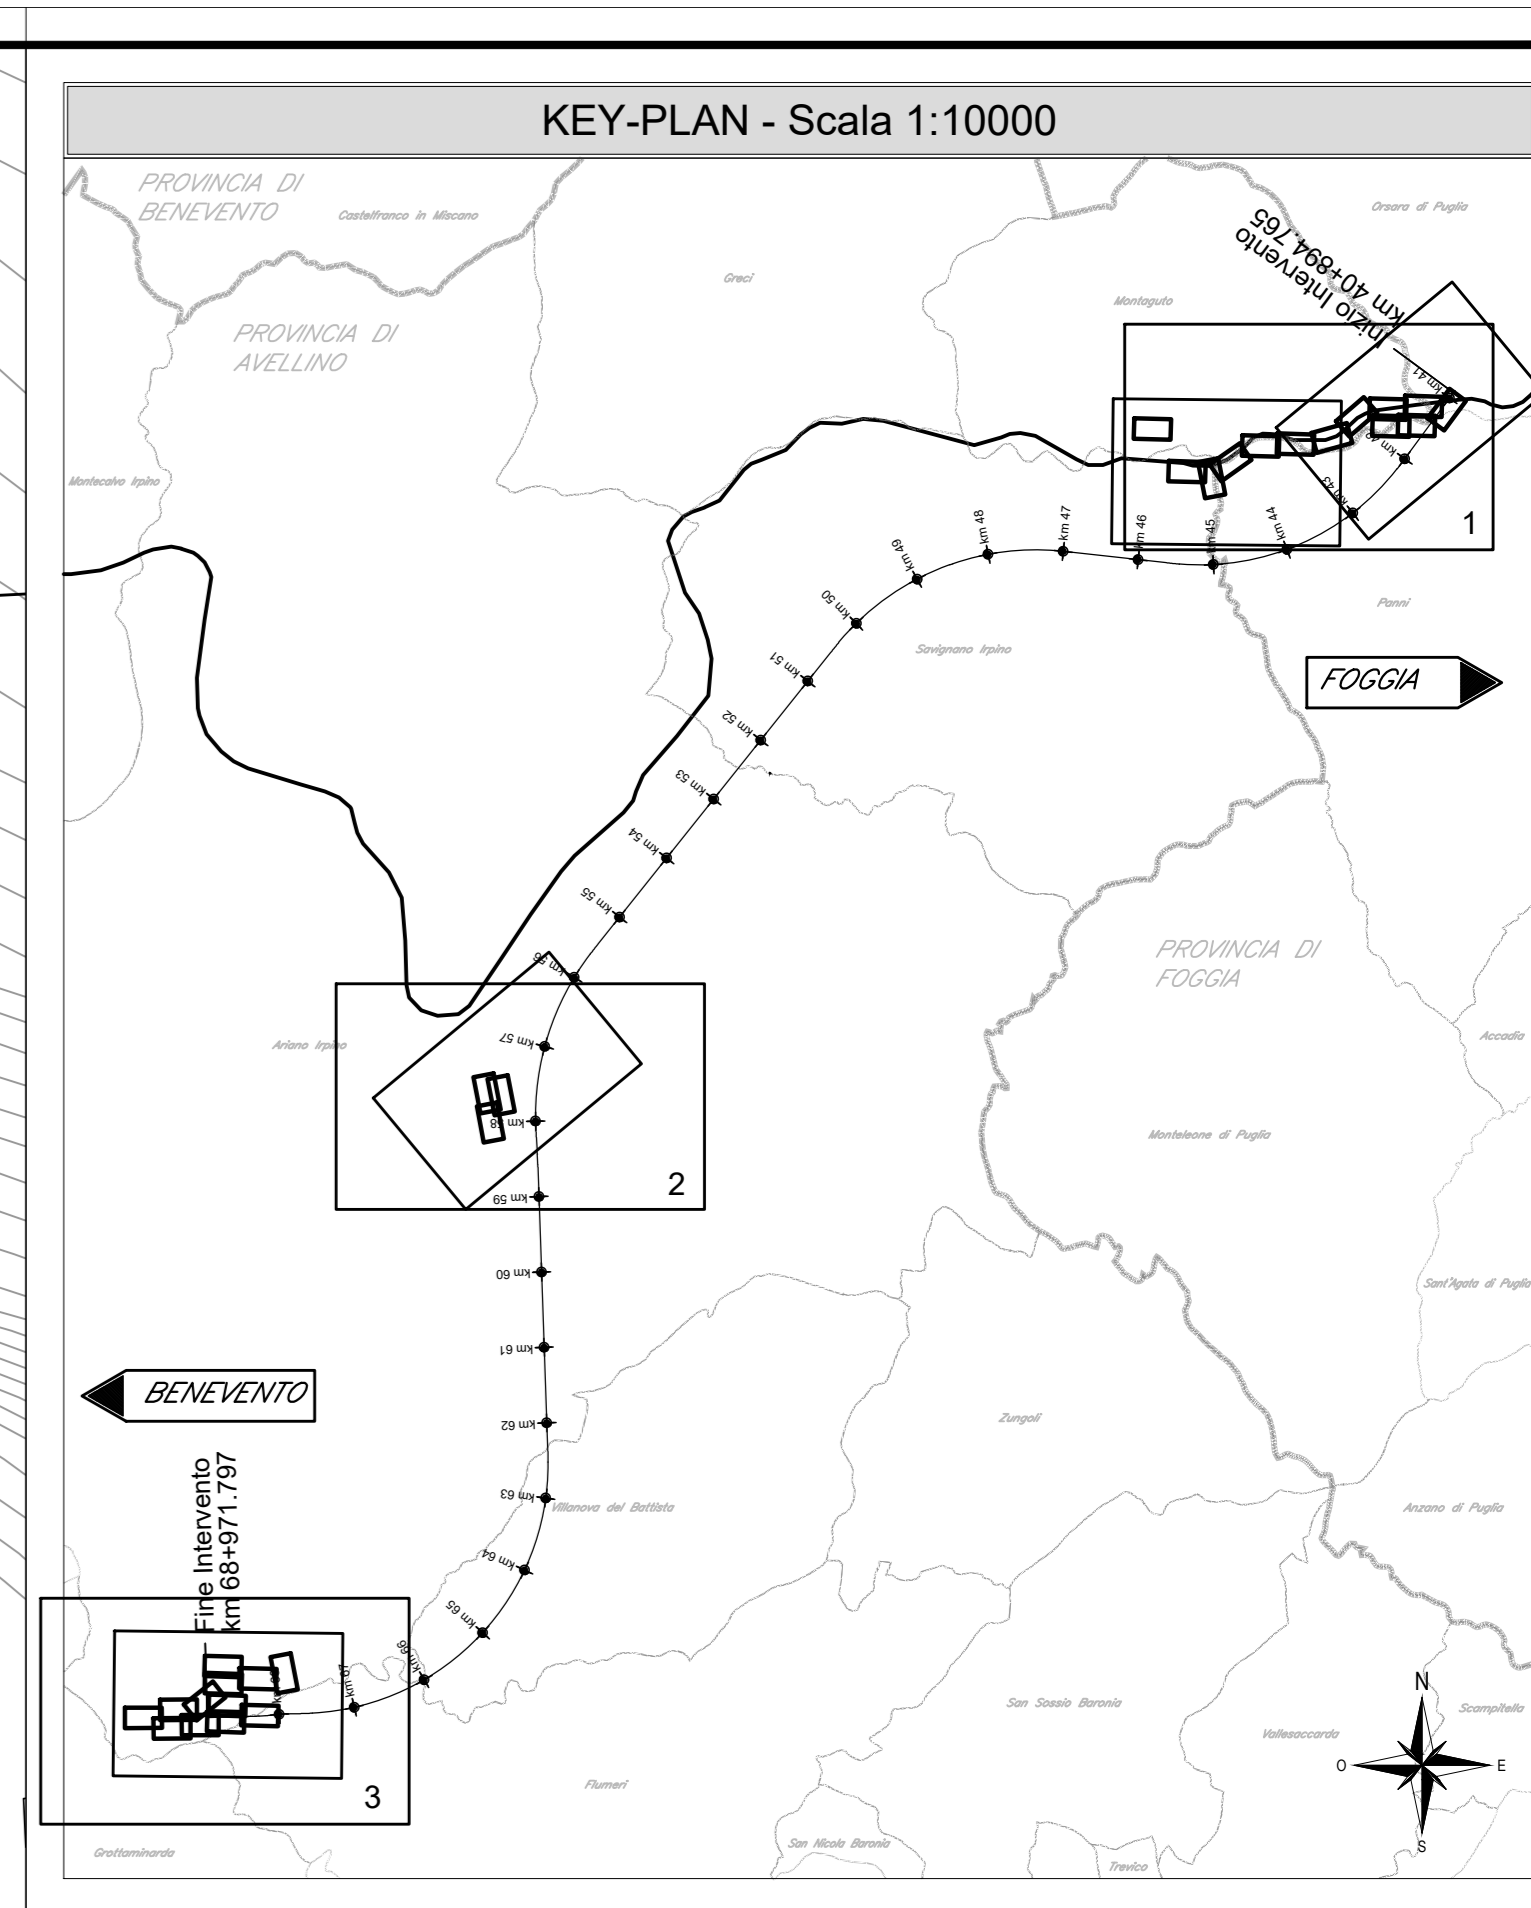 KEY-PLAN - Scala 1:10000
PROVINCIA DI
BENEVENTO
Castelfranco in Miscano
Orsara di Puglia
Inizio Intervento
km 40+894.765
Greci
Montaguto
PROVINCIA DI
AVELLINO
km 41
km 43
Montecalvo Irpino
1
km 44
km 45
km 46
km 47
km 48
km 49
km 50
Panni
Savignano Irpino
FOGGIA
km 51
km 52
km 53
km 54
km 55
PROVINCIA DI
FOGGIA
km 56
Ariano Irpino
km 57
Accadia
km 58
Monteleone di Puglia
2
km 59
km 60
Sant'Agata di Puglia
km 61
BENEVENTO
km 62
Zungoli
Fine Intervento
km 68+971.797
km 63
Villanova del Battista
Anzano di Puglia
km 64
km 65
km 66
km 67
N
San Sossio Baronia
Scampitella
Vallesaccarda
O
E
Flumeri
3
San Nicola Baronia
S
Grottaminarda
Trevico